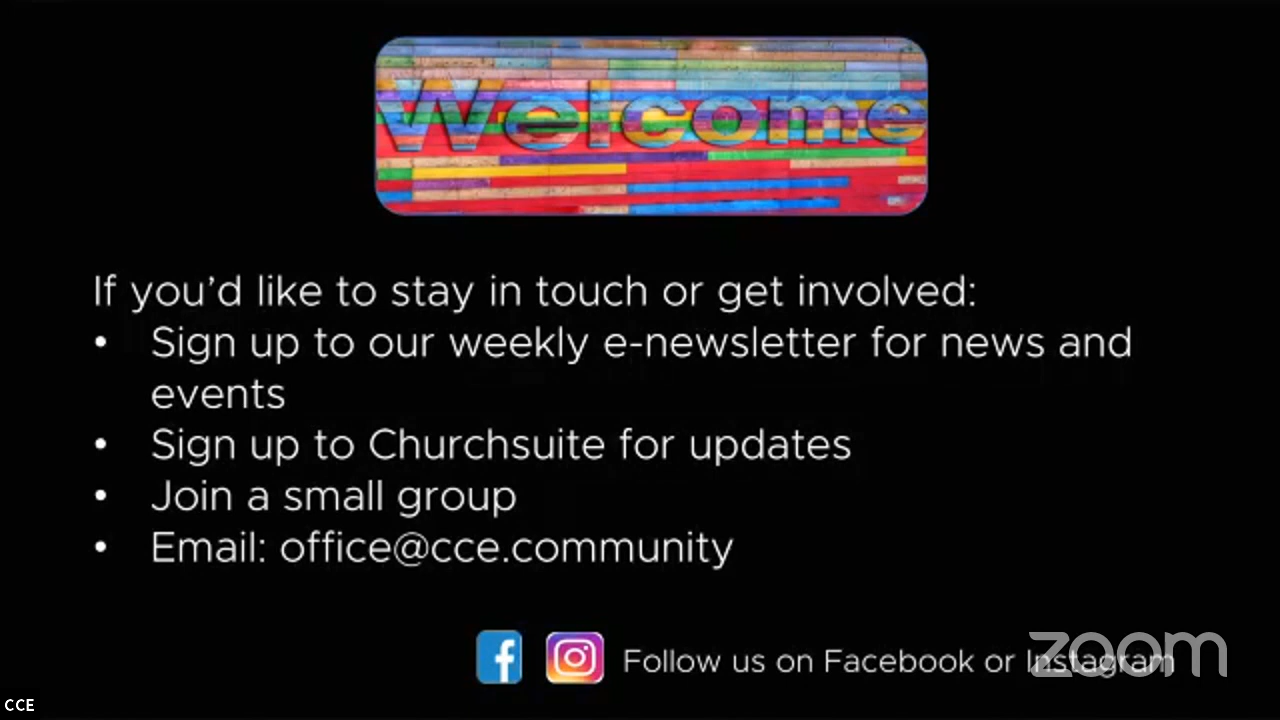 Welcome
If you'd like to stay in touch or get involved:
• Sign up to our weekly e-newsletter for news and
events
• Sign up to Churchsuite for updates
• Join a small group
• Email: office@cce.community
Follow us on Facebook or Instagram
zoom
CCE